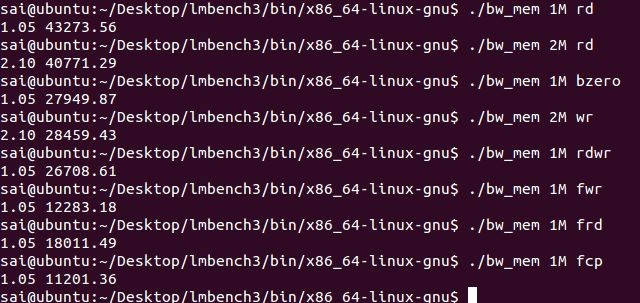 sai@ubuntu:~/Desktop/lmbench3/bin/x86_64-linux-gnu$ ./bw_mem 1M rd
1.05 43273.56
sai@ubuntu:~/Desktop/lmbench3/bin/x86_64-linux-gnu$ ./bw_mem 2M rd
2.10 40771.29
sai@ubuntu:~/Desktop/lmbench3/bin/x86_64-linux-gnu$ ./bw_mem 1M bzero
1.05 27949.87
sai@ubuntu:~/Desktop/lmbench3/bin/x86_64-linux-gnu$ ./bw_mem 2M wr
2.10 28459.43
sai@ubuntu:~/Desktop/lmbench3/bin/x86_64-linux-gnu$ ./bw_mem 1M rdwr
1.05 26708.61
sai@ubuntu:~/Desktop/lmbench3/bin/x86_64-linux-gnu$ ./bw_mem 1M fwr
1.05 12283.18
sai@ubuntu:~/Desktop/lmbench3/bin/x86_64-linux-gnu$ ./bw_mem 1M frd
1.05 18011.49
sai@ubuntu:~/Desktop/lmbench3/bin/x86_64-linux-gnu$ ./bw_mem 1M fcp
1.05 11201.36
sai@ubuntu:~/Desktop/lmbench3/bin/x86_64-linux-gnu$